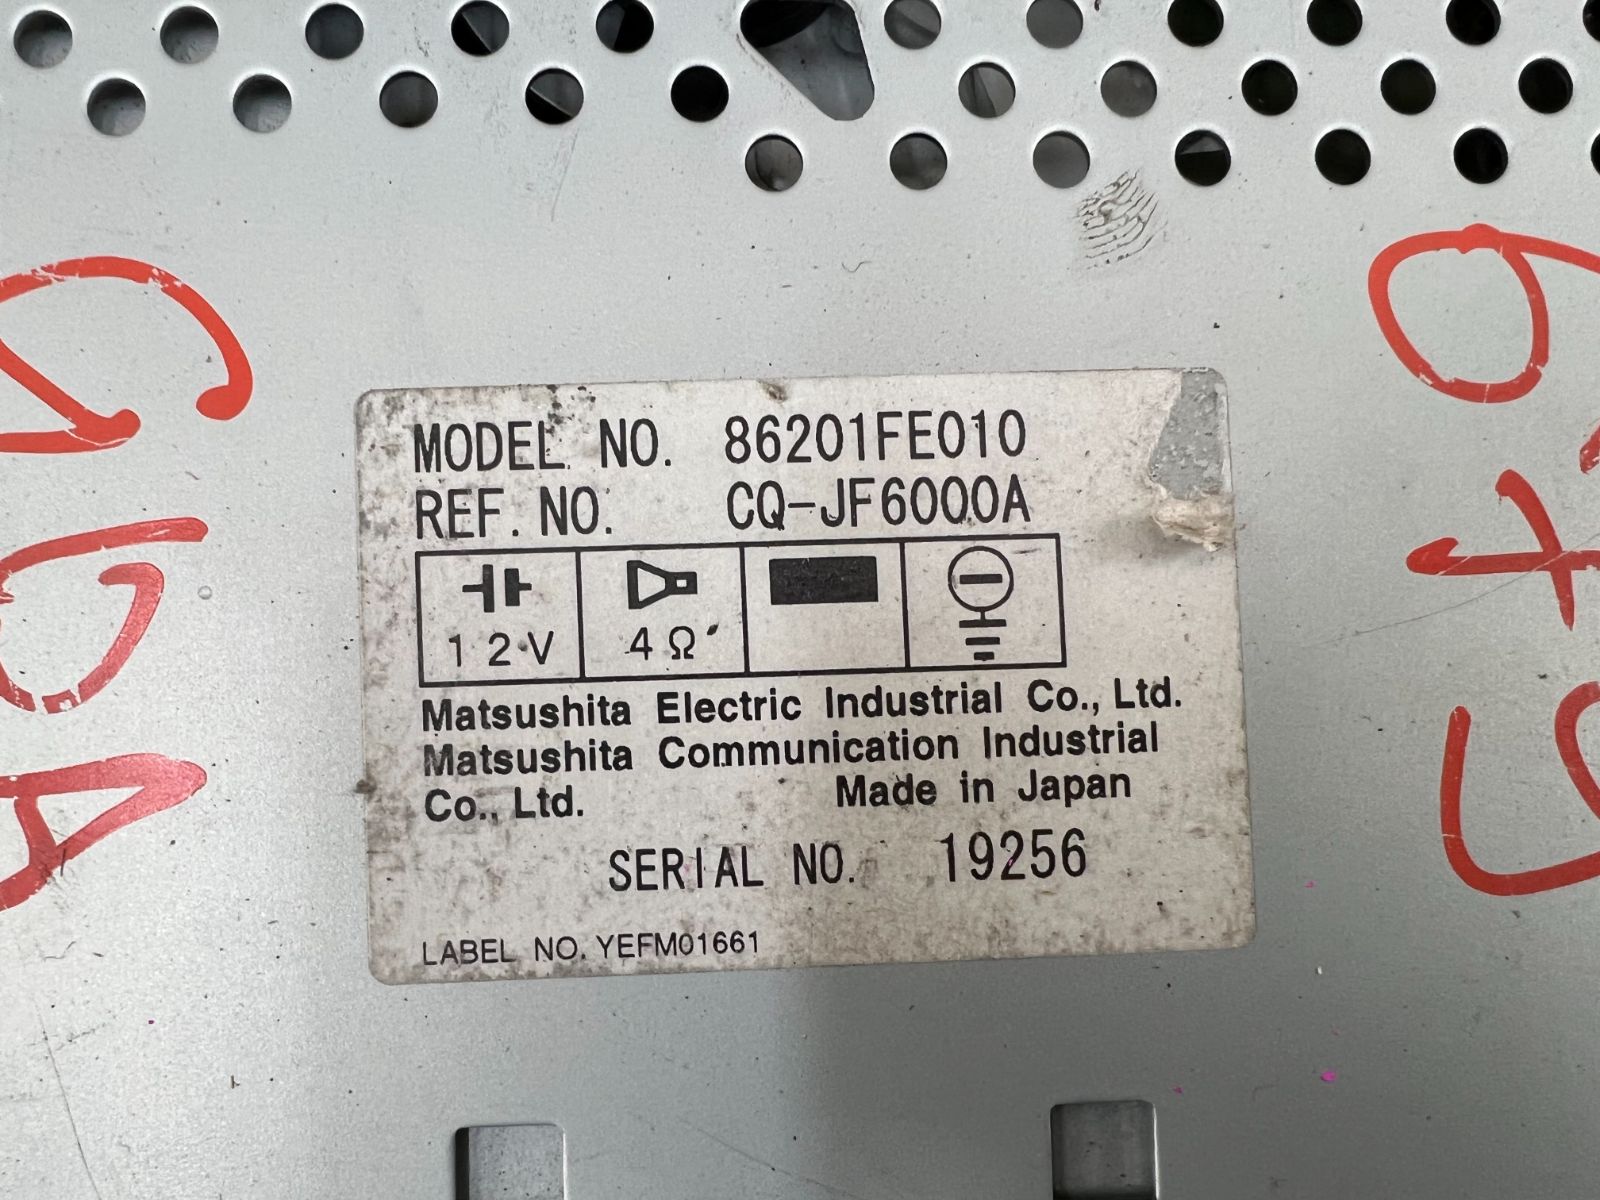 MODEL NO. 86201FE010
REF. NO. CQ-JF6000A
12V 4Ω
Matsushita Electric Industrial Co., Ltd.
Matsushita Communication Industrial
Co., Ltd. Made in Japan
SERIAL NO. 19256
LABEL NO. YEFM01661